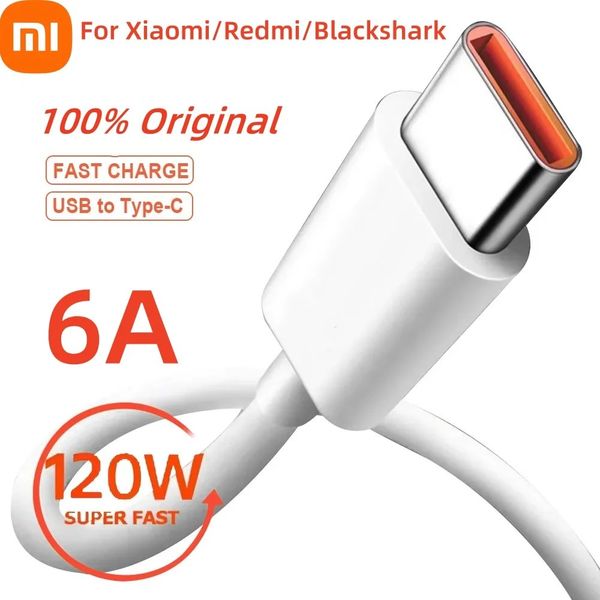 mi For Xiaomi/Redmi/Blackshark
100% Original
FAST CHARGE
USB to Type-C
6A
120W
SUPER FAST